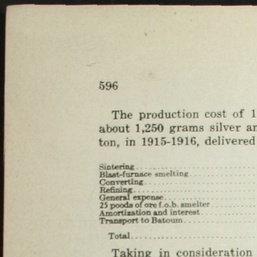 596
The production cost of 1
about 1,250 grams silver an
ton, in 1915-1916, delivered
Sintering....................
Blast-furnace smelting..........
Converting...................
Refining.....................
General expense..............
25 poods of ore f.o.b. smelter.....
Amortization and interest........
Transport to Batoum............
Total......................
Taking in consideration